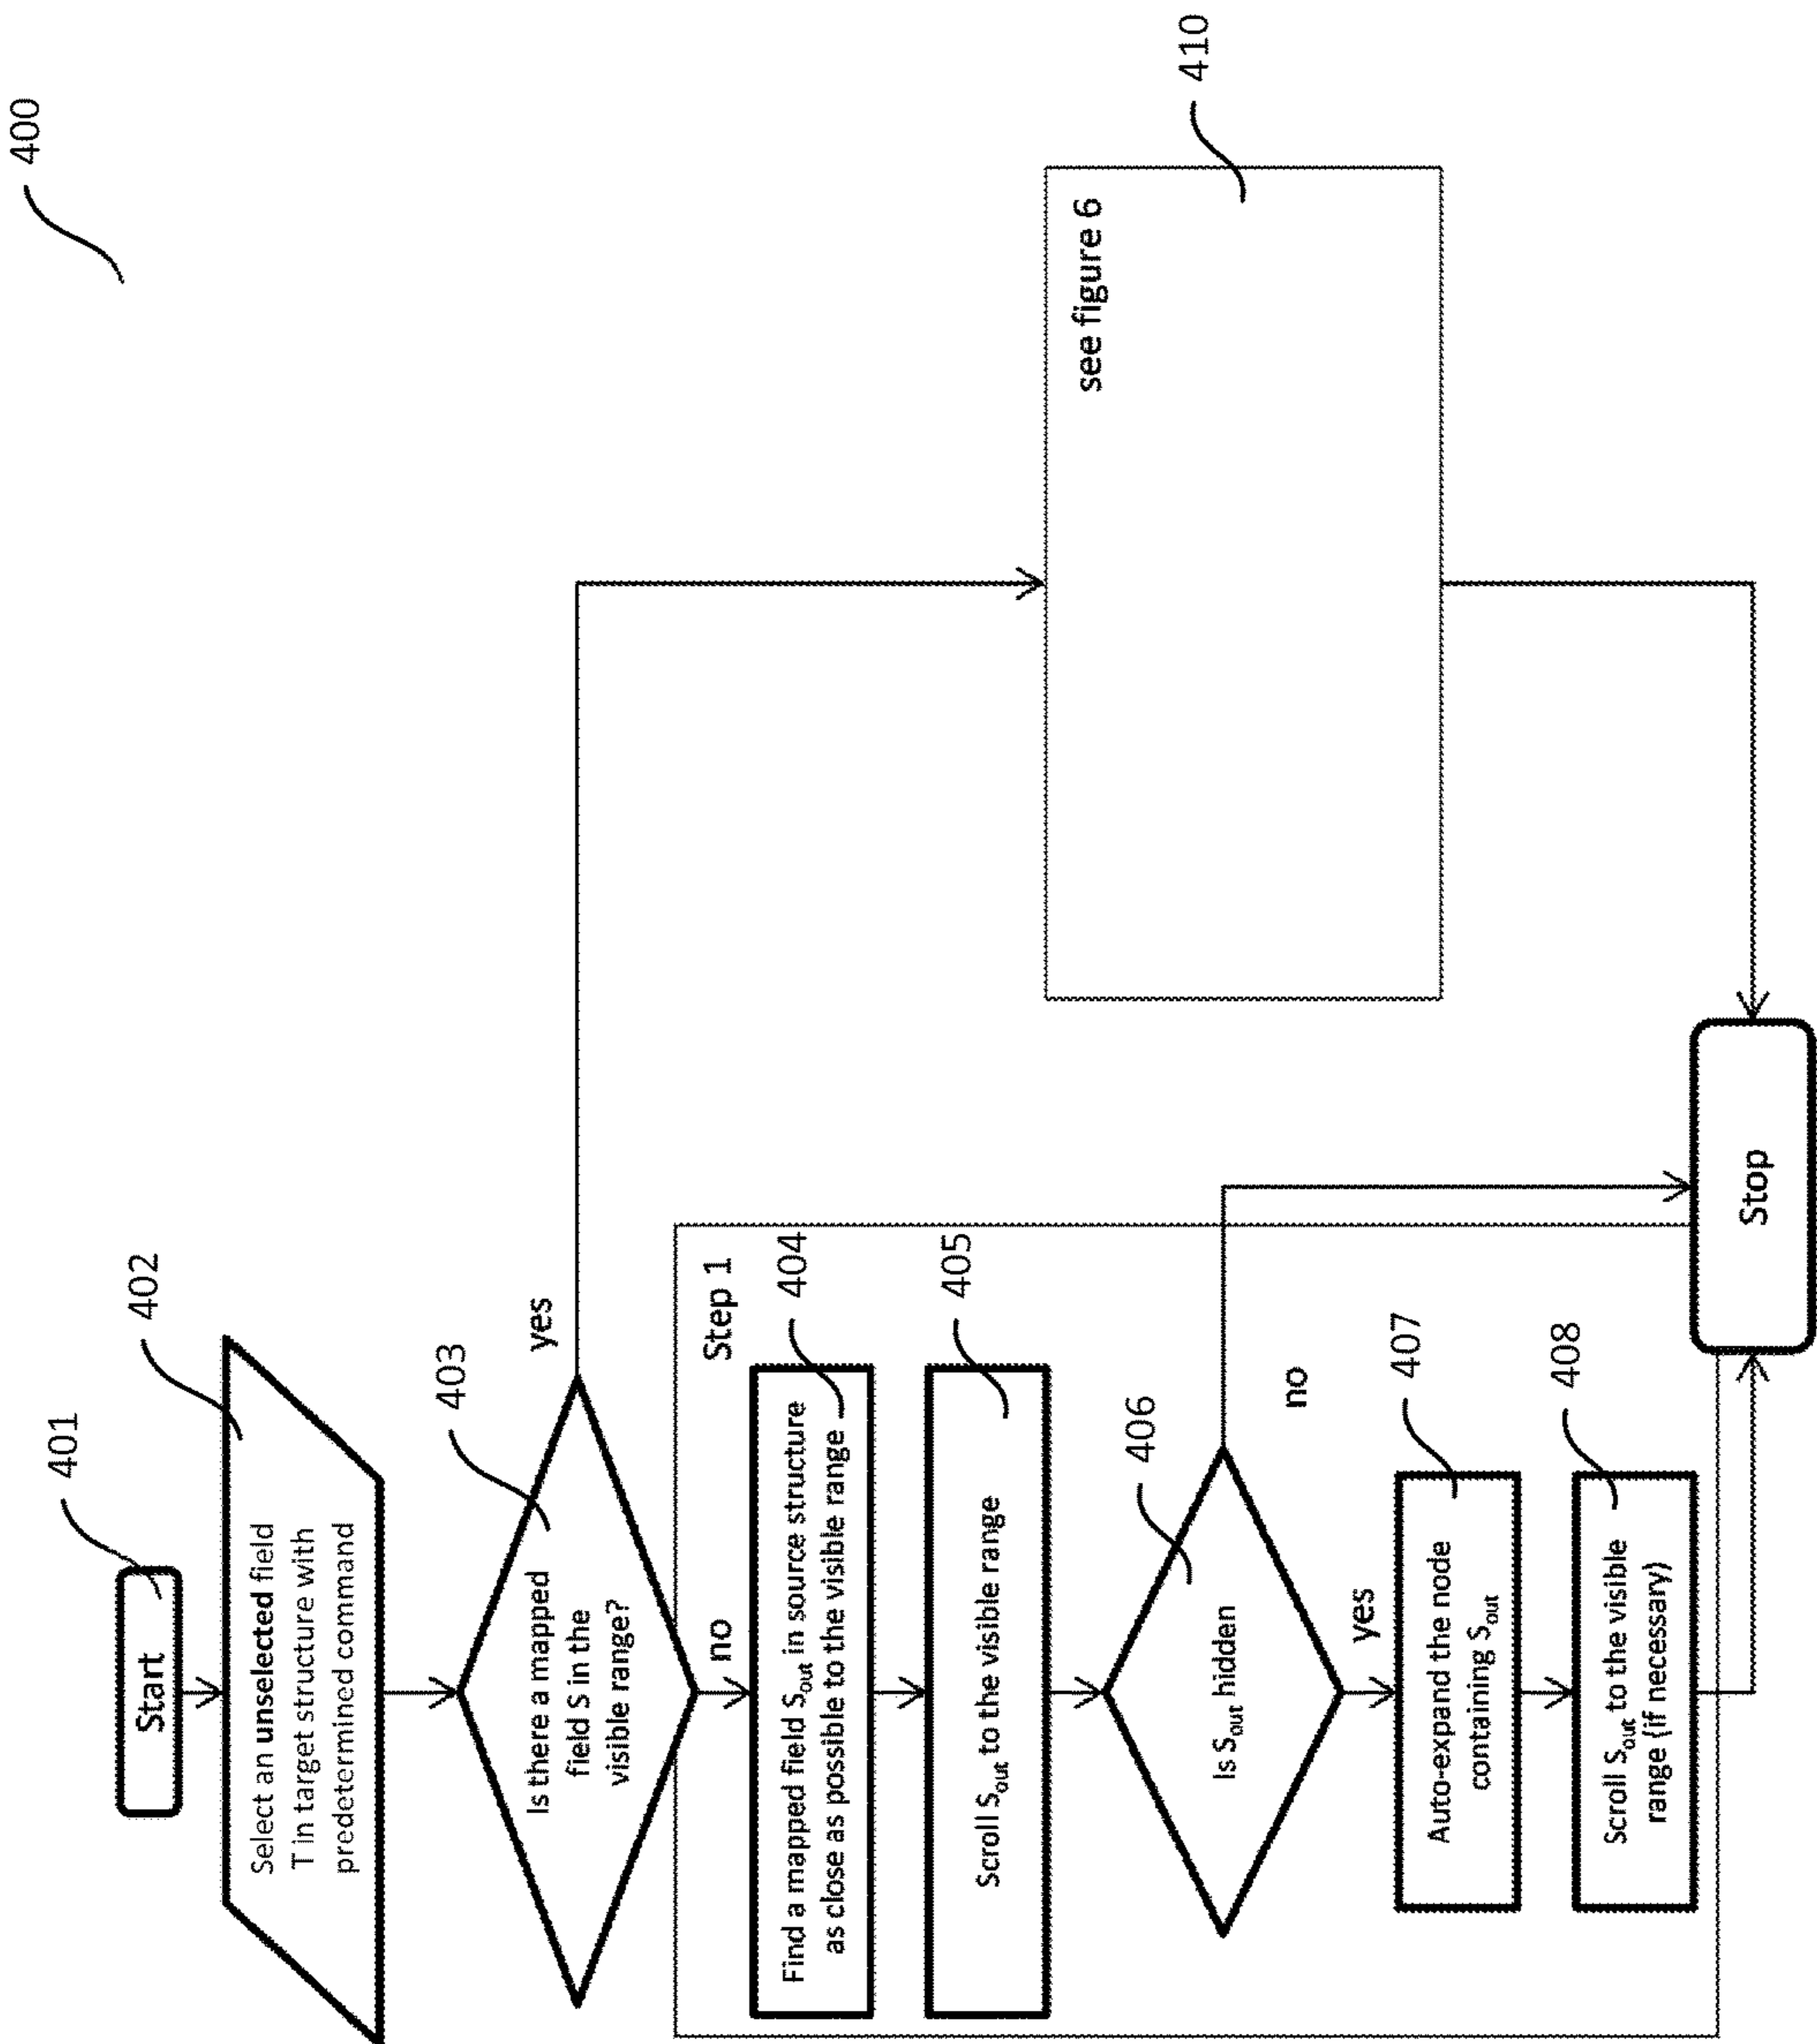 400
Start
401
Select an unselected field
T in target structure with
predetermined command
402
Is there a mapped
field S in the
visible range?
403
yes
no
Step 1
Find a mapped field Sout in source structure
as close as possible to the visible range
404
Scroll Sout to the visible range
405
Is Sout hidden
406
no
yes
Auto-expand the node
containing Sout
407
Scroll Sout to the visible
range (if necessary)
408
see figure 6
410
Stop